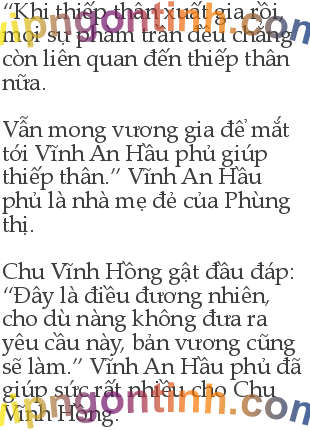 “Khi thiếp thân xuất gia rồi,
mọi sự phàm trần đều chẳng
còn liên quan đến thiếp thân
nữa.
Vẫn mong vương gia để mắt
tới Vĩnh An Hầu phủ giúp
thiếp thân.” Vĩnh An Hầu
phủ là nhà mẹ đẻ của Phùng
thị.
Chu Vĩnh Hồng gật đầu đáp:
“Đây là điều đương nhiên,
cho dù nàng không đưa ra
yêu cầu này, bản vương cũng
sẽ làm.” Vĩnh An Hầu phủ đã
giúp sức rất nhiều cho Chu
Vĩnh Hồng.